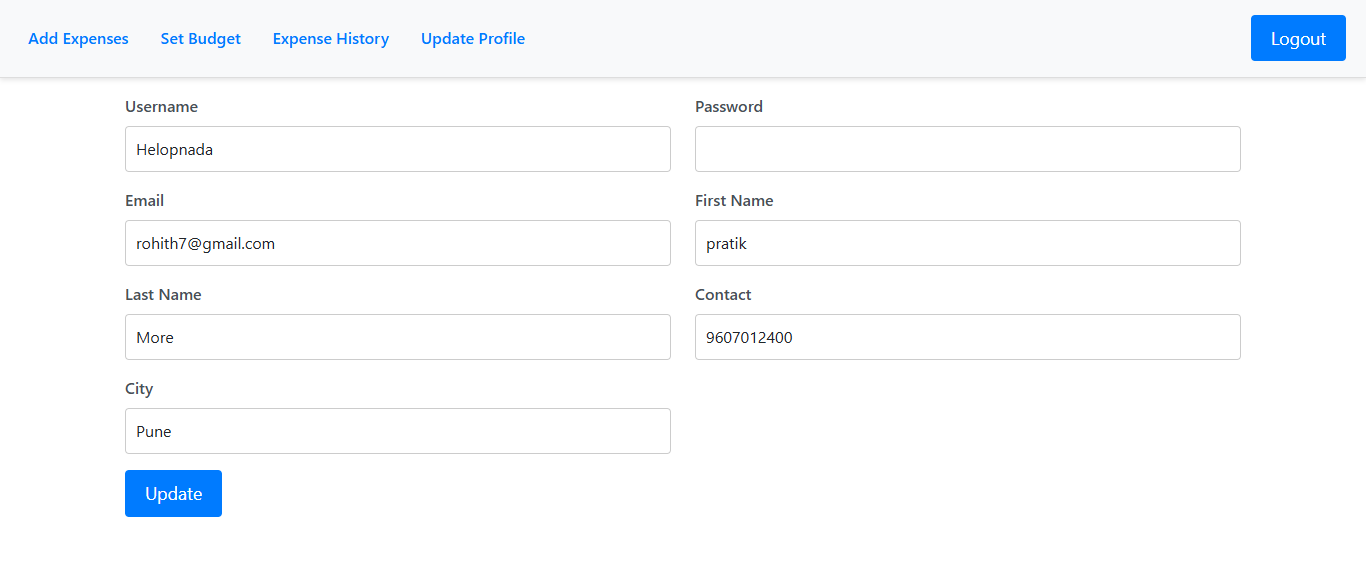 Add Expenses Set Budget Expense History Update Profile Logout
Username Password
Helopnada
Email First Name
rohith7@gmail.com pratik
Last Name Contact
More 9607012400
City
Pune
Update